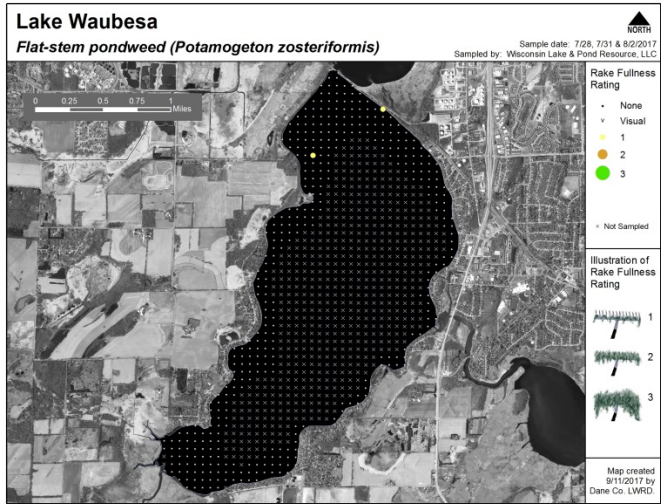 Lake Waubesa
Flat-stem pondweed (Potamogeton zosteriformis)
NORTH
Sample date: 7/28, 7/31 & 8/2/2017
Sampled by: Wisconsin Lake & Pond Resource, LLC
0 0.25 0.5 0.75 1
Miles
Rake Fullness
Rating
None
Visual
1
2
3
Not Sampled
Illustration of
Rake Fullness
Rating
1
2
3
Map created
9/11/2017 by
Dane Co. LWRD.